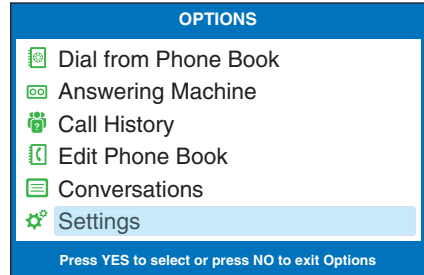 OPTIONS
Dial from Phone Book
Answering Machine
Call History
Edit Phone Book
Conversations
Settings
Press YES to select or press NO to exit Options